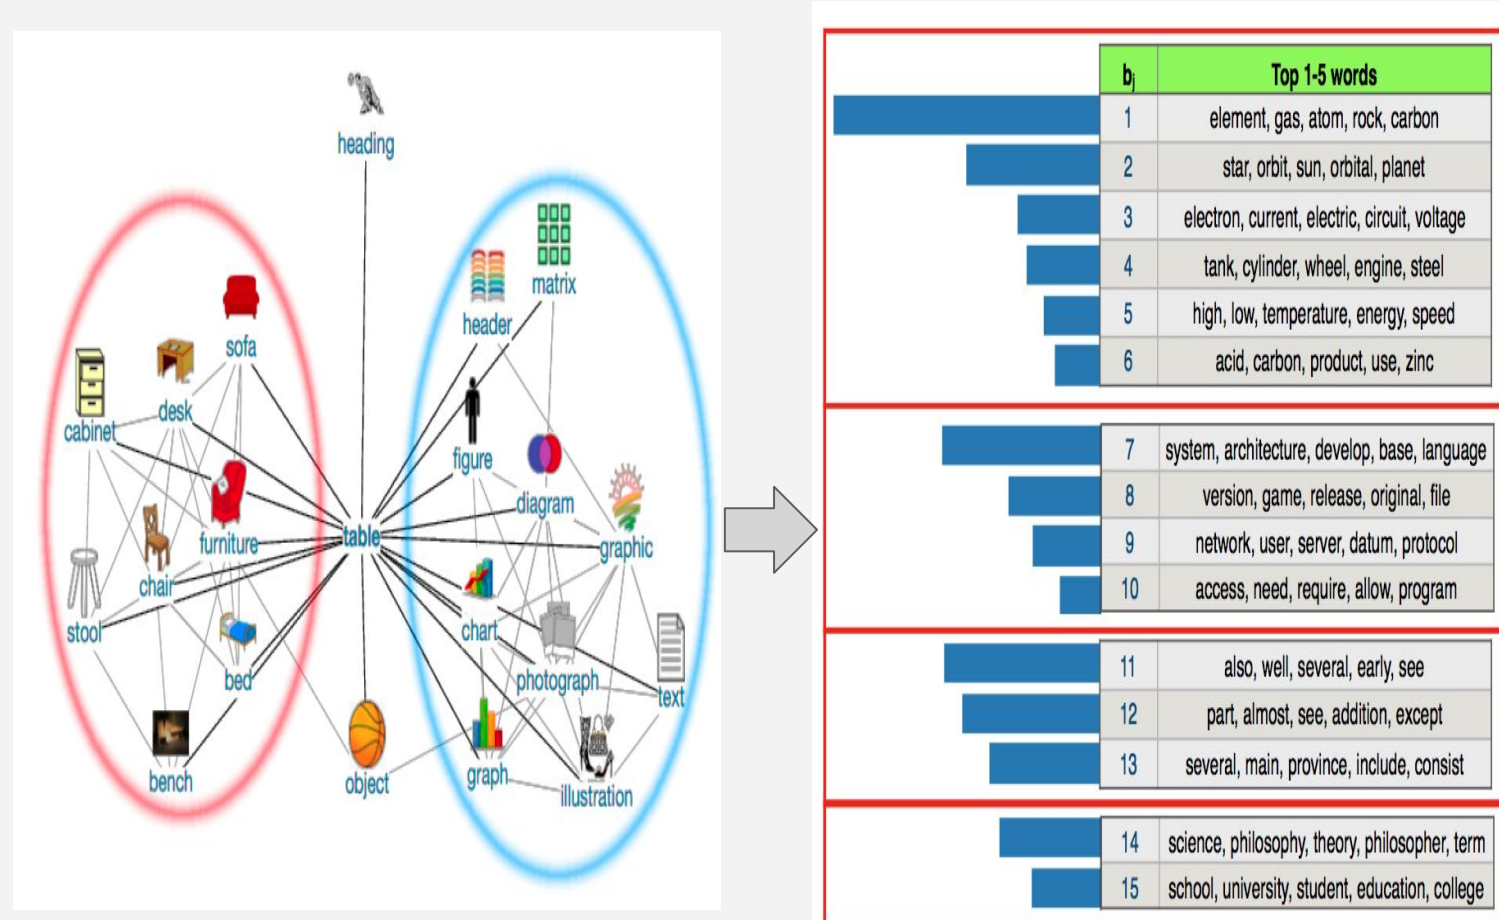 heading
matrix
header
sofa
desk
cabinet
figure
diagram
furniture
table
graphic
chair
stool
chart
bed
photograph
text
bench
object
graph
illustration
bj Top 1-5 words
1 element, gas, atom, rock, carbon
2 star, orbit, sun, orbital, planet
3 electron, current, electric, circuit, voltage
4 tank, cylinder, wheel, engine, steel
5 high, low, temperature, energy, speed
6 acid, carbon, product, use, zinc
7 system, architecture, develop, base, language
8 version, game, release, original, file
9 network, user, server, datum, protocol
10 access, need, require, allow, program
11 also, well, several, early, see
12 part, almost, see, addition, except
13 several, main, province, include, consist
14 science, philosophy, theory, philosopher, term
15 school, university, student, education, college